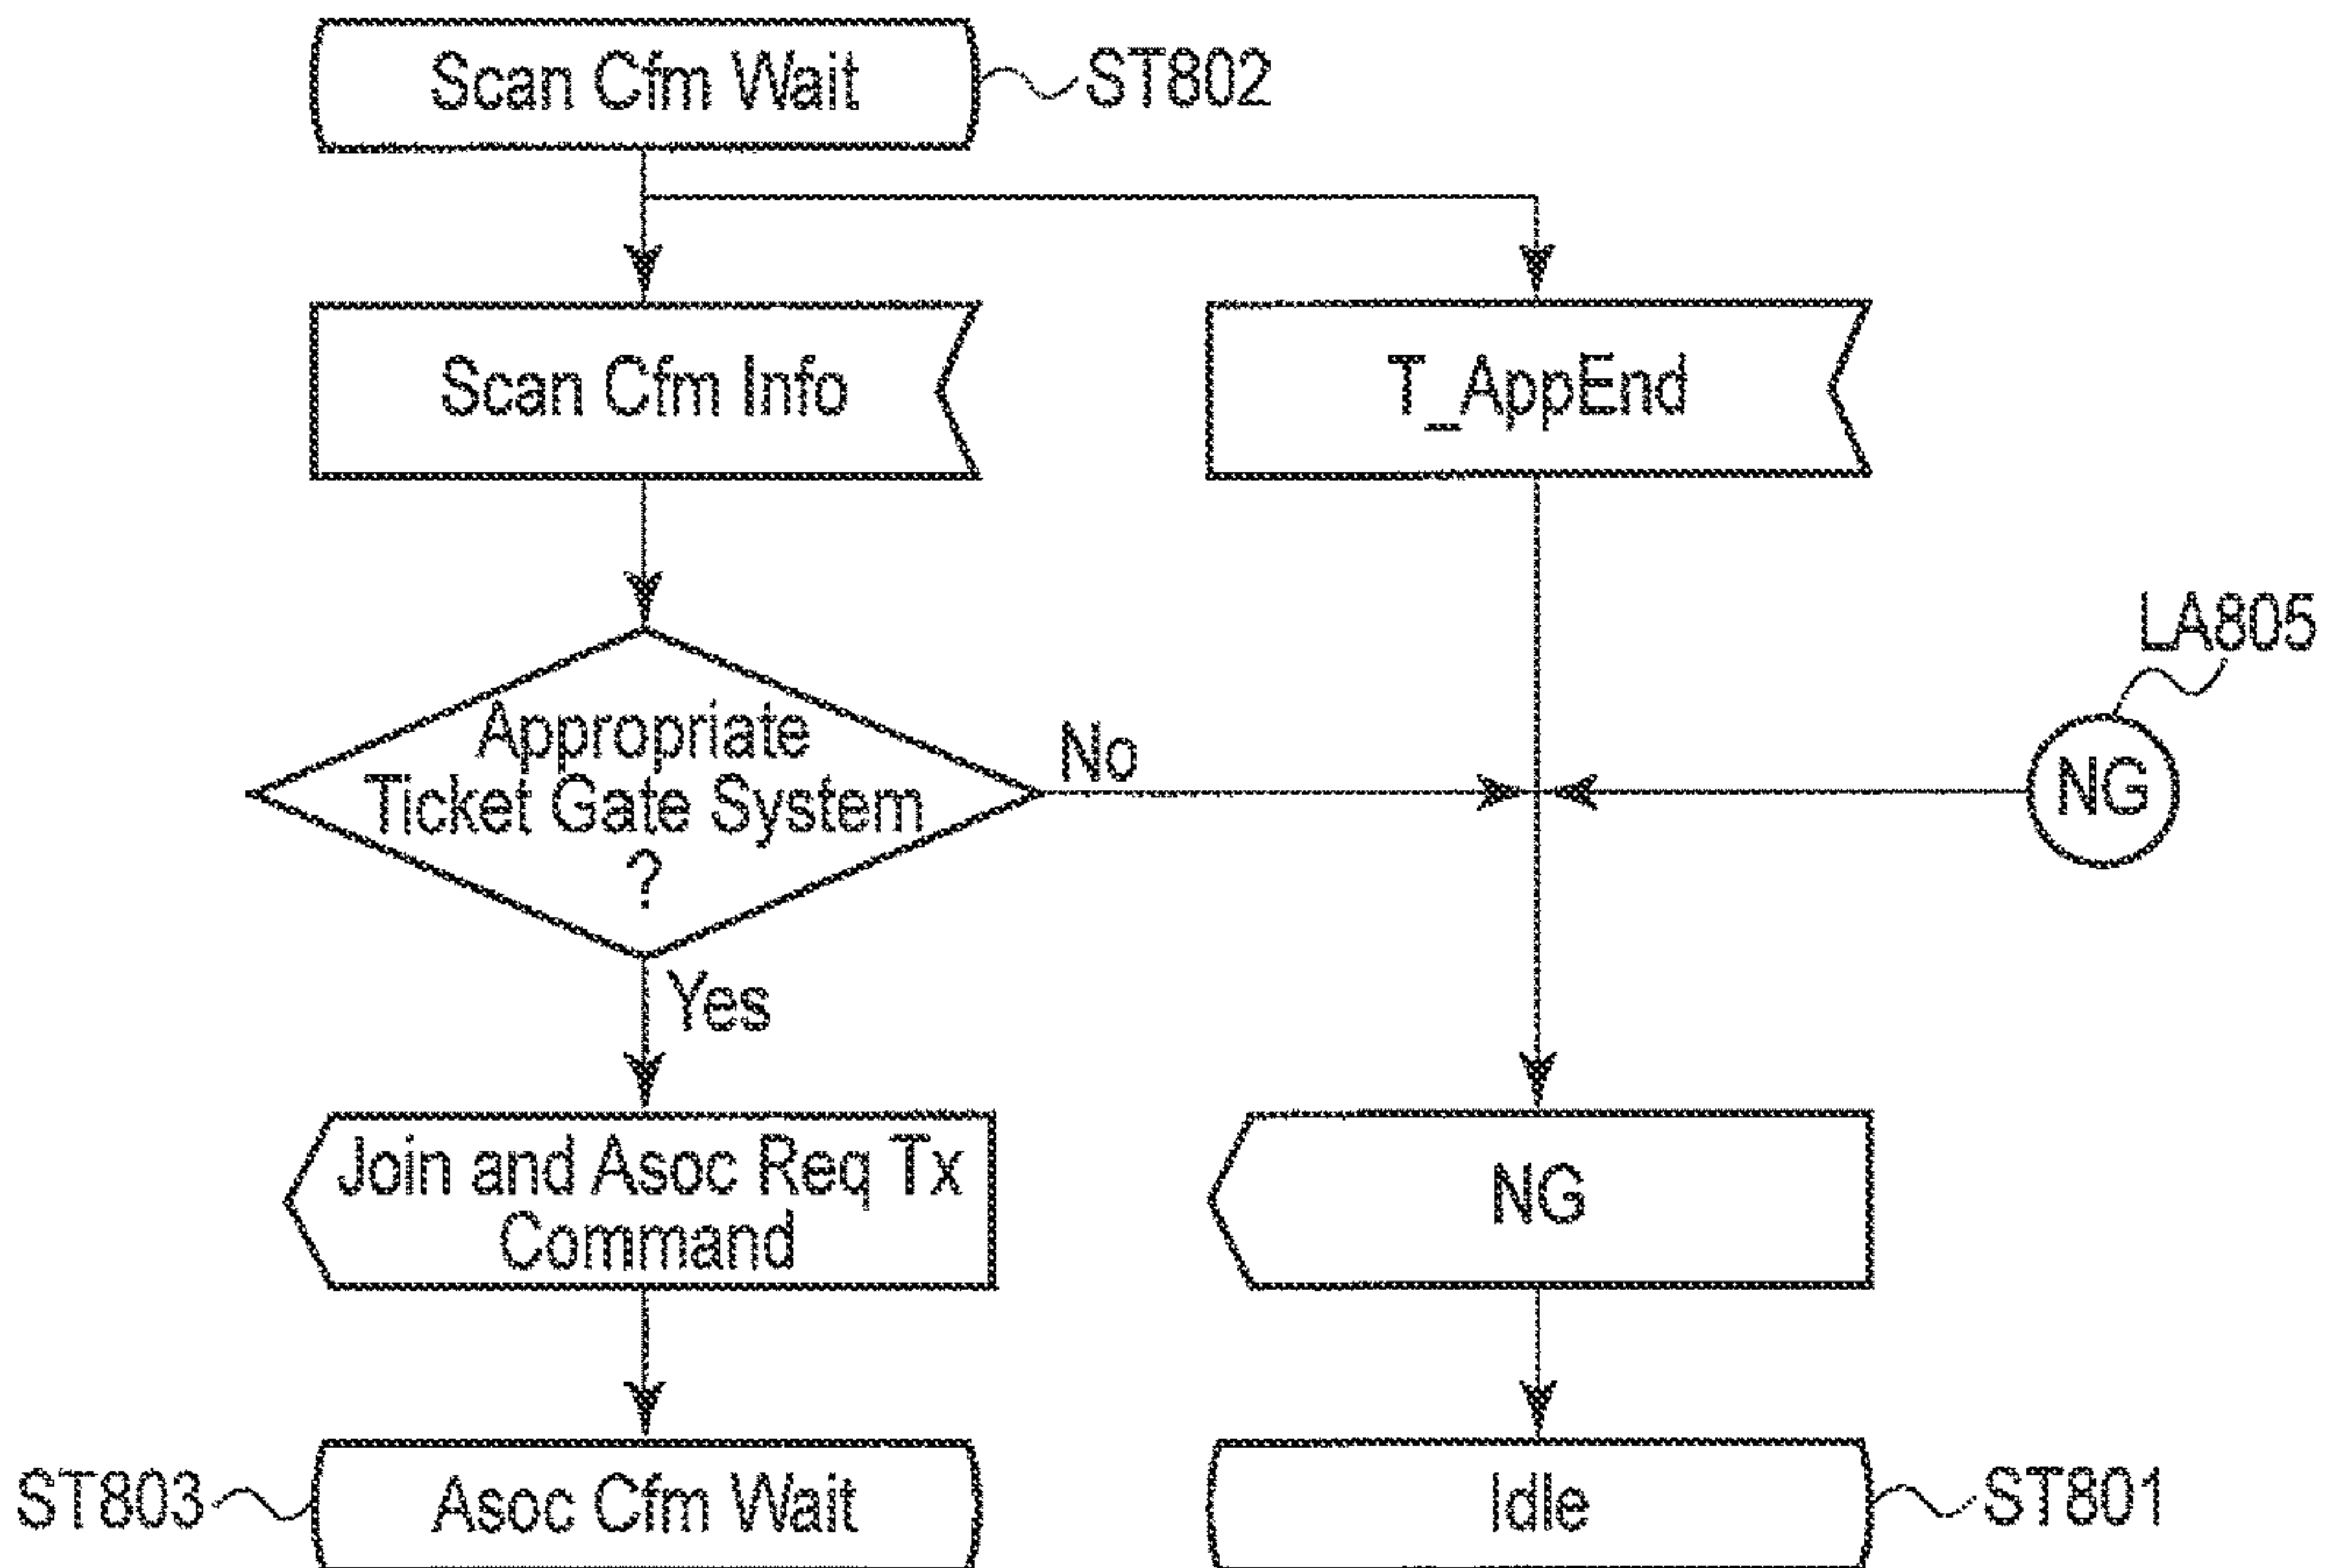 Scan Cfm Wait
ST802
Scan Cfm Info
T_AppEnd
LA805
Appropriate
Ticket Gate System
?
No
NG
Yes
Join and Asoc Req Tx
Command
NG
ST803
Asoc Cfm Wait
Idle
ST801